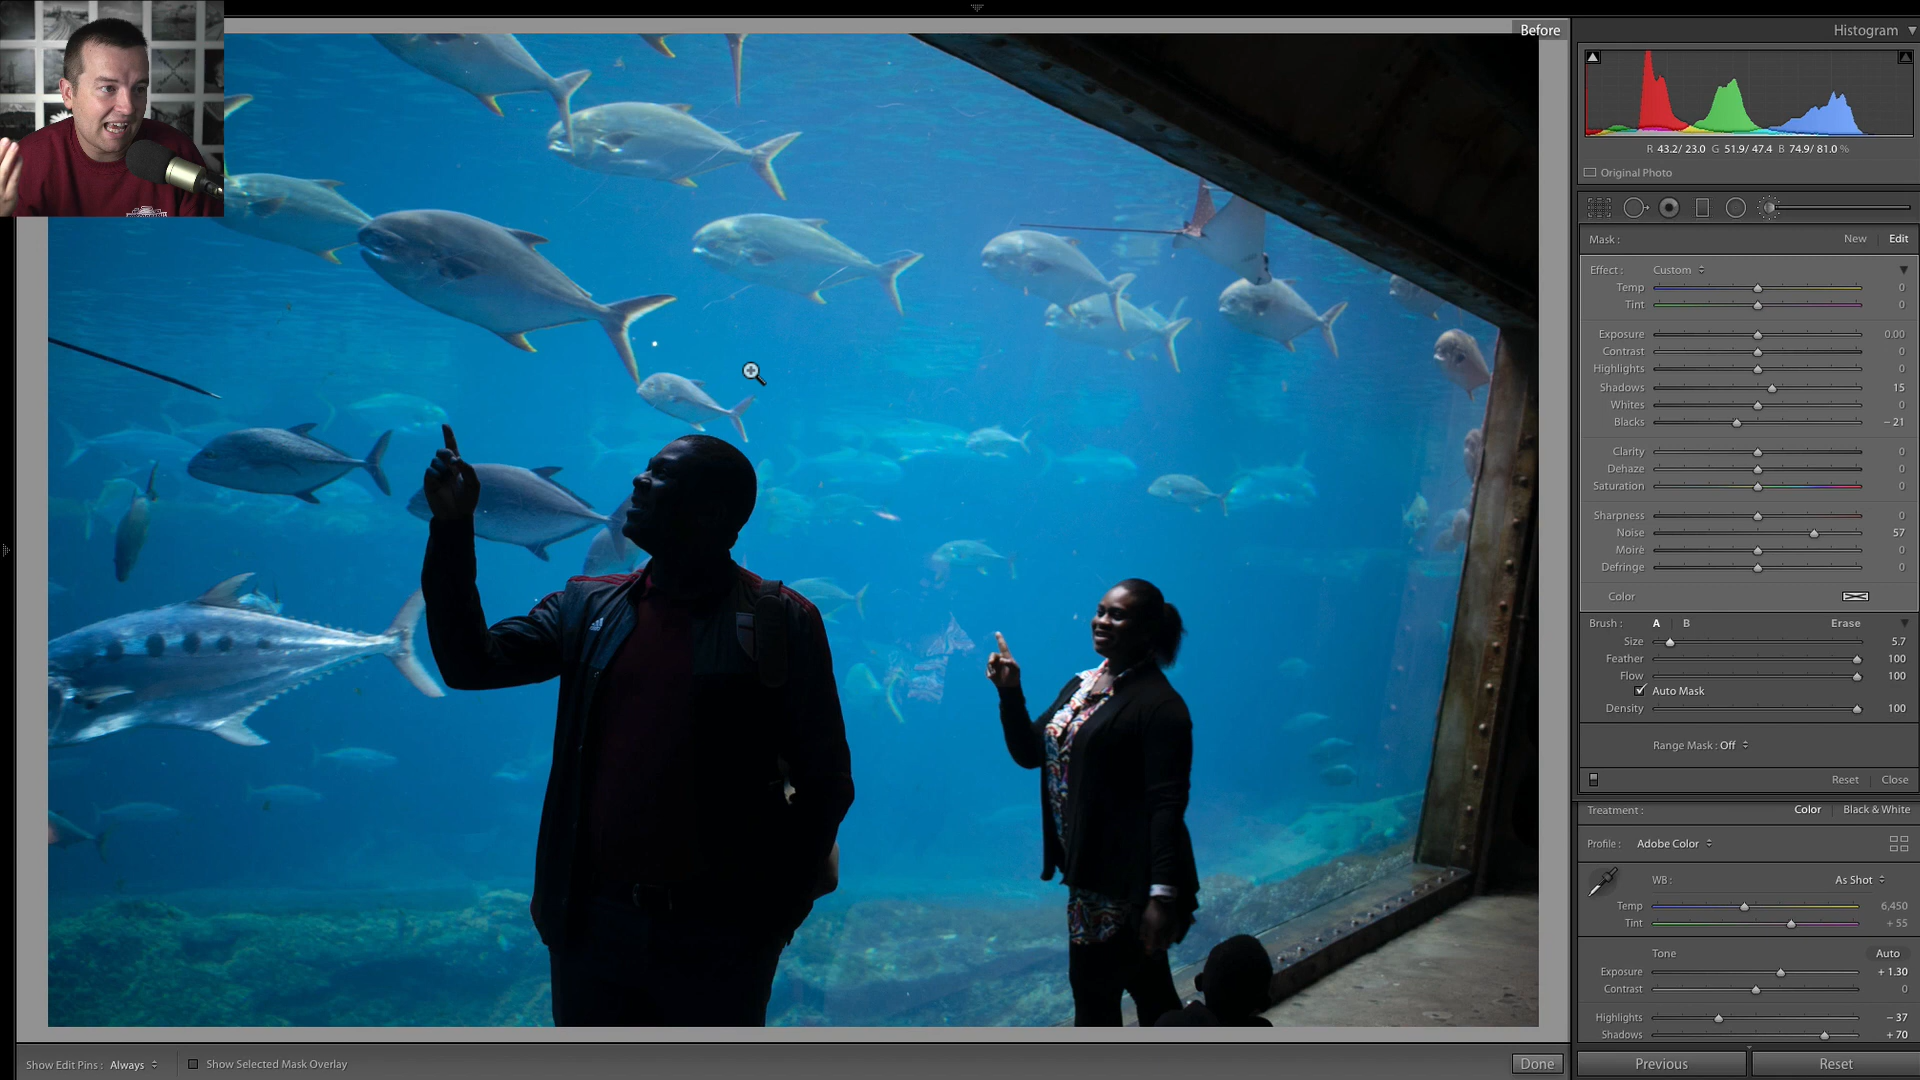 Before
Histogram
R 43.2/ 23.0 G 51.9/ 47.4 B 74.9/ 81.0 %
Original Photo
Mask : New Edit
Effect : Custom
Temp 0
Tint 0
Exposure 0.00
Contrast 0
Highlights 0
Shadows 15
Whites 0
Blacks – 21
Clarity 0
Dehaze 0
Saturation 0
Sharpness 0
Noise 57
Moiré 0
Defringe 0
Color
Brush : A B Erase
Size 5.7
Feather 100
Flow 100
Auto Mask
Density 100
Range Mask : Off
Reset Close
Treatment : Color Black & White
Profile : Adobe Color
WB : As Shot
Temp 6,450
Tint + 55
Tone Auto
Exposure + 1.30
Contrast 0
Highlights – 37
Shadows + 70
Show Edit Pins : Always Show Selected Mask Overlay Done Previous Reset